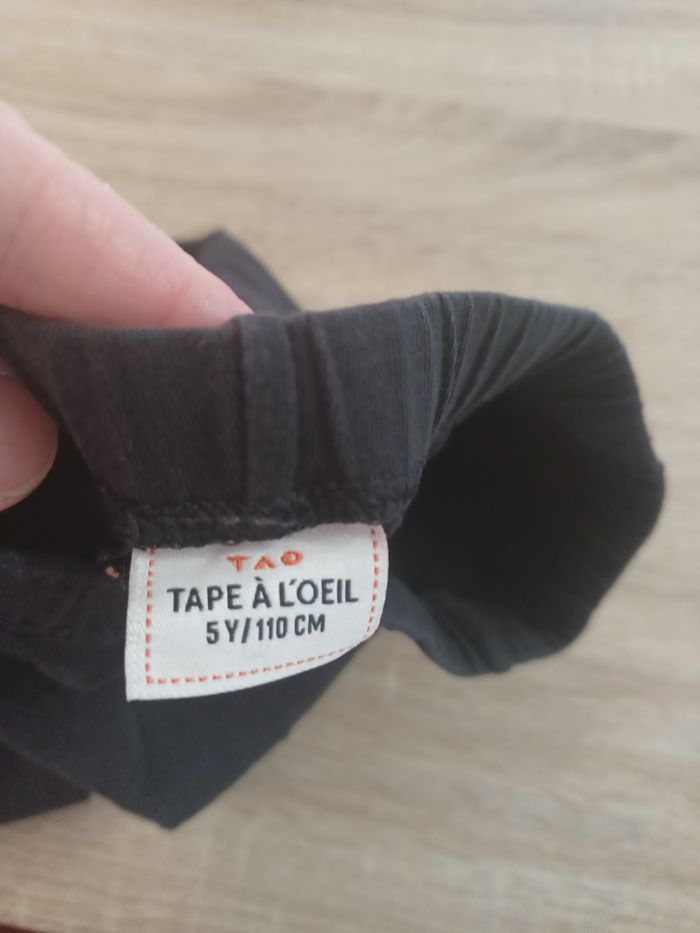 TAO
TAPE À L'OEIL
5 Y/110 CM